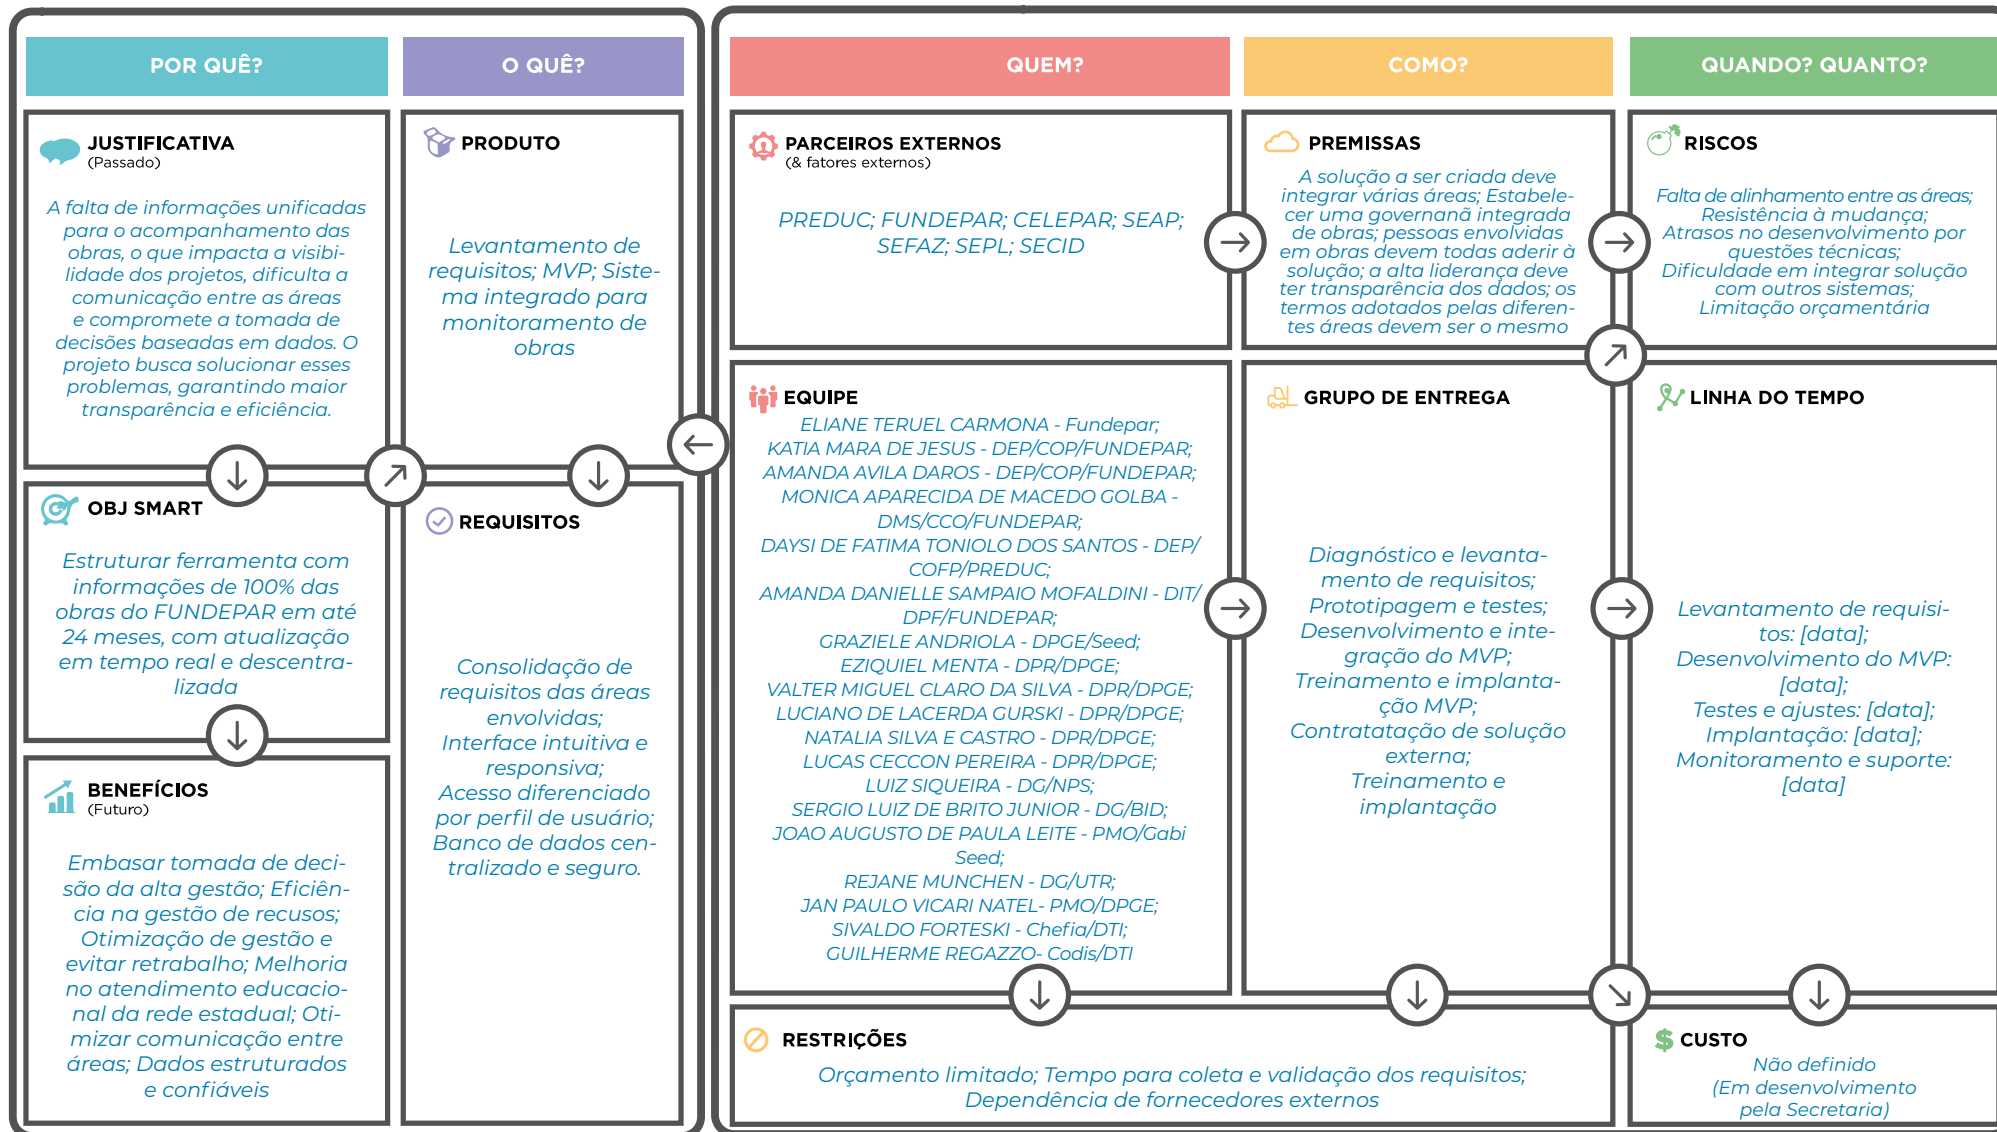 POR QUÊ?
O QUÊ?
QUEM?
COMO?
QUANDO? QUANTO?
JUSTIFICATIVA
(Passado)
A falta de informações unificadas
para o acompanhamento das
obras, o que impacta a visibi-
lidade dos projetos, dificulta a
comunicação entre as áreas
e compromete a tomada de
decisões baseadas em dados. O
projeto busca solucionar esses
problemas, garantindo maior
transparência e eficiência.
OBJ SMART
Estruturar ferramenta com
informações de 100% das
obras do FUNDEPAR em até
24 meses, com atualização
em tempo real e descentra-
lizada
BENEFÍCIOS
(Futuro)
Embasar tomada de deci-
são da alta gestão; Eficiên-
cia na gestão de recusos;
Otimização de gestão e
evitar retrabalho; Melhoria
no atendimento educacio-
nal da rede estadual; Oti-
mizar comunicação entre
áreas; Dados estruturados
e confiáveis
PRODUTO
Levantamento de
requisitos; MVP; Siste-
ma integrado para
monitoramento de
obras
REQUISITOS
Consolidação de
requisitos das áreas
envolvidas;
Interface intuitiva e
responsiva;
Acesso diferenciado
por perfil de usuário;
Banco de dados cen-
tralizado e seguro.
PARCEIROS EXTERNOS
(& fatores externos)
PREDUC; FUNDEPAR; CELEPAR; SEAP;
SEFAZ; SEPL; SECID
EQUIPE
ELIANE TERUEL CARMONA - Fundepar;
KATIA MARA DE JESUS - DEP/COP/FUNDEPAR;
AMANDA AVILA DAROS - DEP/COP/FUNDEPAR;
MONICA APARECIDA DE MACEDO GOLBA -
DMS/CCO/FUNDEPAR;
DAYSI DE FATIMA TONIOLO DOS SANTOS - DEP/
COFP/PREDUC;
AMANDA DANIELLE SAMPAIO MOFALDINI - DIT/
DPF/FUNDEPAR;
GRAZIELE ANDRIOLA - DPGE/Seed;
EZIQUIEL MENTA - DPR/DPGE;
VALTER MIGUEL CLARO DA SILVA - DPR/DPGE;
LUCIANO DE LACERDA GURSKI - DPR/DPGE;
NATALIA SILVA E CASTRO - DPR/DPGE;
LUCAS CECCON PEREIRA - DPR/DPGE;
LUIZ SIQUEIRA - DG/NPS;
SERGIO LUIZ DE BRITO JUNIOR - DG/BID;
JOAO AUGUSTO DE PAULA LEITE - PMO/Gabi
Seed;
REJANE MUNCHEN - DG/UTR;
JAN PAULO VICARI NATEL- PMO/DPGE;
SIVALDO FORTESKI - Chefia/DTI;
GUILHERME REGAZZO- Codis/DTI
PREMISSAS
A solução a ser criada deve
integrar várias áreas; Estabele-
cer uma governanã integrada
de obras; pessoas envolvidas
em obras devem todas aderir à
solução; a alta liderança deve
ter transparência dos dados; os
termos adotados pelas diferen-
tes áreas devem ser o mesmo
GRUPO DE ENTREGA
Diagnóstico e levanta-
mento de requisitos;
Prototipagem e testes;
Desenvolvimento e inte-
gração do MVP;
Treinamento e implanta-
ção MVP;
Contratatação de solução
externa;
Treinamento e
implantação
RISCOS
Falta de alinhamento entre as áreas;
Resistência à mudança;
Atrasos no desenvolvimento por
questões técnicas;
Dificuldade em integrar solução
com outros sistemas;
Limitação orçamentária
LINHA DO TEMPO
Levantamento de requisi-
tos: [data];
Desenvolvimento do MVP:
[data];
Testes e ajustes: [data];
Implantação: [data];
Monitoramento e suporte:
[data]
RESTRIÇÕES
Orçamento limitado; Tempo para coleta e validação dos requisitos;
Dependência de fornecedores externos
CUSTO
Não definido
(Em desenvolvimento
pela Secretaria)